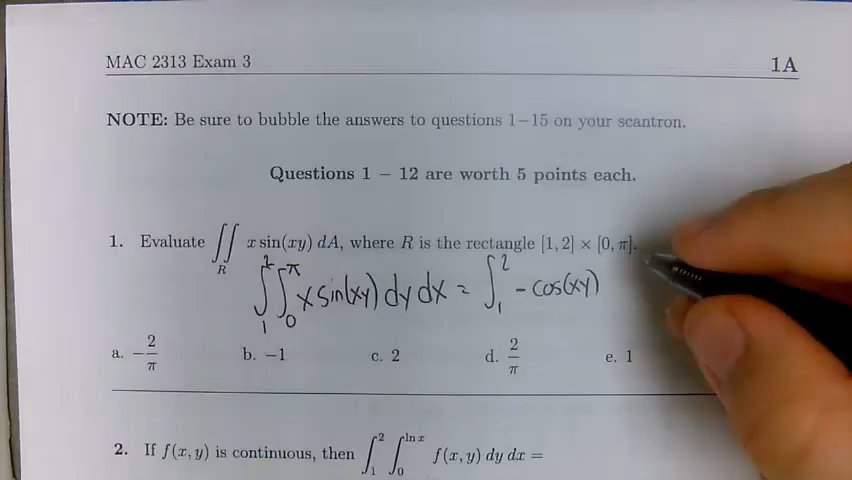 MAC 2313 Exam 3 1A
NOTE: Be sure to bubble the answers to questions 1−15 on your scantron.
Questions 1 − 12 are worth 5 points each.
1. Evaluate ∬_R x sin(xy) dA, where R is the rectangle [1, 2] × [0, π].
∫_1^2 ∫_0^π x sin(xy) dy dx = ∫_1^2 - cos(xy)
a. −2/π b. −1 c. 2 d. 2/π e. 1
2. If f(x, y) is continuous, then ∫_1^2 ∫_0^{ln x} f(x, y) dy dx =